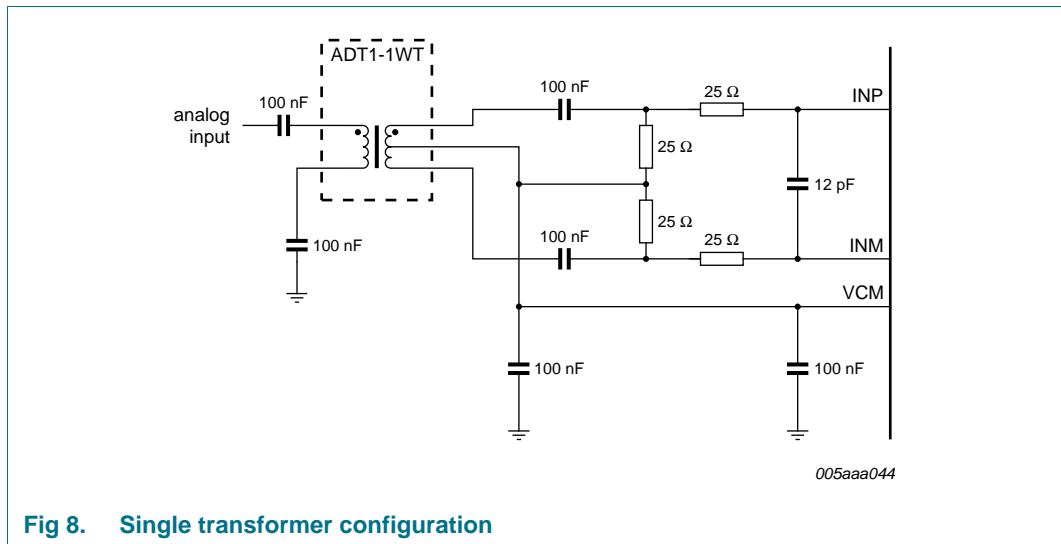 ADT1-1WT
100 nF
analog
input
100 nF
100 nF
25 Ω
INP
25 Ω
12 pF
25 Ω
100 nF
25 Ω
INM
VCM
100 nF
100 nF
005aaa044
Fig 8. Single transformer configuration